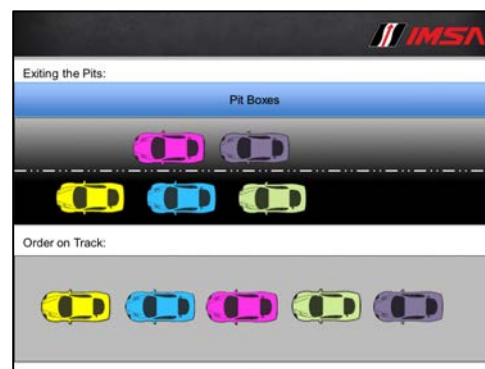 IMSA
Exiting the Pits:
Pit Boxes
Order on Track: